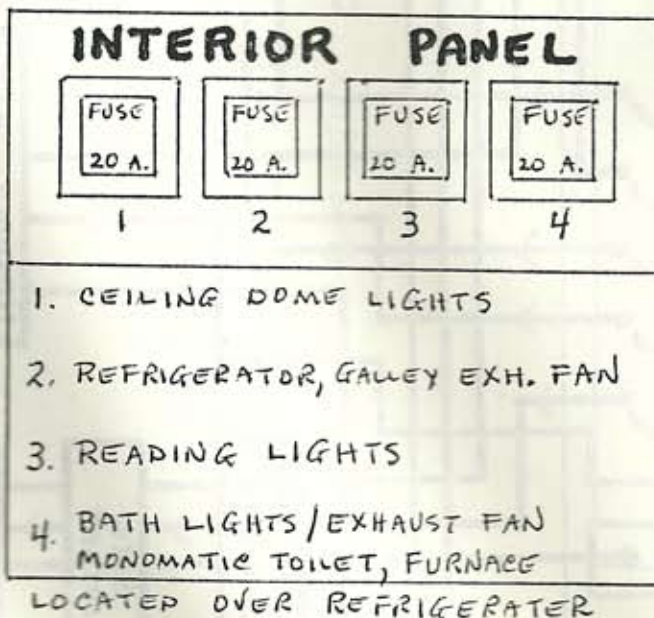 INTERIOR PANEL
FUSE FUSE FUSE FUSE
20 A. 20 A. 20 A. 20 A.
1 2 3 4
1. CEILING DOME LIGHTS
2. REFRIGERATOR, GALLEY EXH. FAN
3. READING LIGHTS
4. BATH LIGHTS/EXHAUST FAN
MONOMATIC TOILET, FURNACE
LOCATED OVER REFRIGERATER